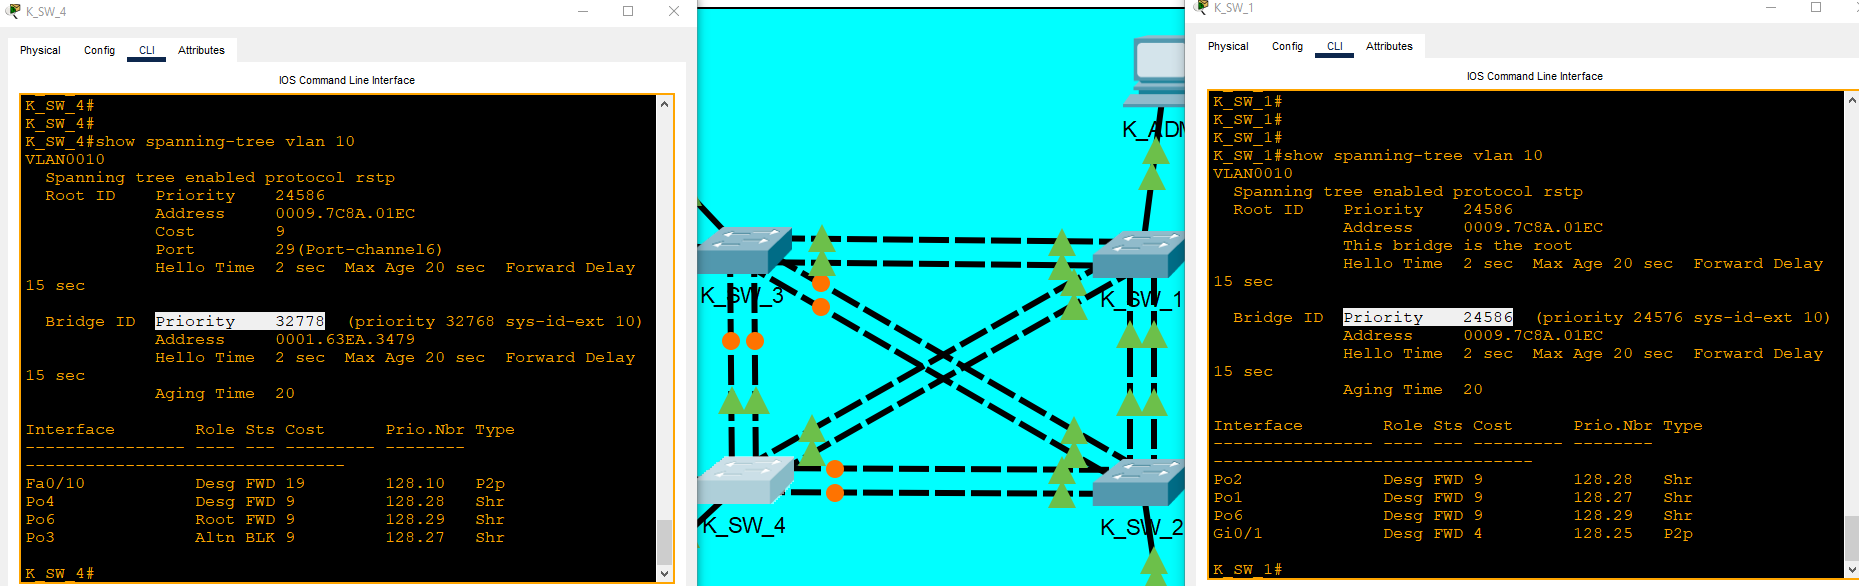 K_SW_4
Physical Config CLI Attributes
IOS Command Line Interface
K_SW_4#
K_SW_4#
K_SW_4#show spanning-tree vlan 10
VLAN0010
Spanning tree enabled protocol rstp
Root ID Priority 24586
Address 0009.7C8A.01EC
Cost 9
Port 29(Port-channel6)
Hello Time 2 sec Max Age 20 sec Forward Delay
15 sec
Bridge ID Priority 32778 (priority 32768 sys-id-ext 10)
Address 0001.63EA.3479
Hello Time 2 sec Max Age 20 sec Forward Delay
15 sec
Aging Time 20
Interface Role Sts Cost Prio.Nbr Type
---------------- ---- --- --------- --------
--------------------------------
Fa0/10 Desg FWD 19 128.10 P2p
Po4 Desg FWD 9 128.28 Shr
Po6 Root FWD 9 128.29 Shr
Po3 Altn BLK 9 128.27 Shr
K_SW_4#
K_ADM
K_SW_3
K_SW_1
K_SW_4
K_SW_2
K_SW_1
Physical Config CLI Attributes
IOS Command Line Interface
K_SW_1#
K_SW_1#
K_SW_1#
K_SW_1#show spanning-tree vlan 10
VLAN0010
Spanning tree enabled protocol rstp
Root ID Priority 24586
Address 0009.7C8A.01EC
This bridge is the root
Hello Time 2 sec Max Age 20 sec Forward Delay
15 sec
Bridge ID Priority 24586 (priority 24576 sys-id-ext 10)
Address 0009.7C8A.01EC
Hello Time 2 sec Max Age 20 sec Forward Delay
15 sec
Aging Time 20
Interface Role Sts Cost Prio.Nbr Type
---------------- ---- --- --------- --------
--------------------------------
Po2 Desg FWD 9 128.28 Shr
Po1 Desg FWD 9 128.27 Shr
Po6 Desg FWD 9 128.29 Shr
Gi0/1 Desg FWD 4 128.25 P2p
K_SW_1#